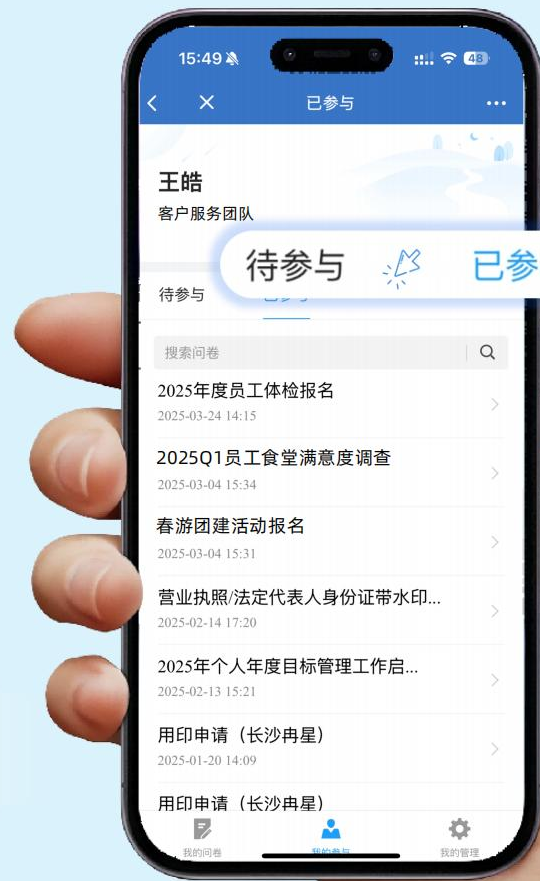 15:49
48
已参与
王皓
客户服务团队
待参与 已参
待参与 已参与
搜索问卷
2025年度员工体检报名
2025-03-24 14:15
2025Q1员工食堂满意度调查
2025-03-04 15:34
春游团建活动报名
2025-03-04 15:31
营业执照/法定代表人身份证带水印...
2025-02-14 17:20
2025年个人年度目标管理工作启...
2025-02-13 15:21
用印申请（长沙冉星）
2025-01-20 14:09
用印申请（长沙冉星）
我的问卷 我的参与 我的管理